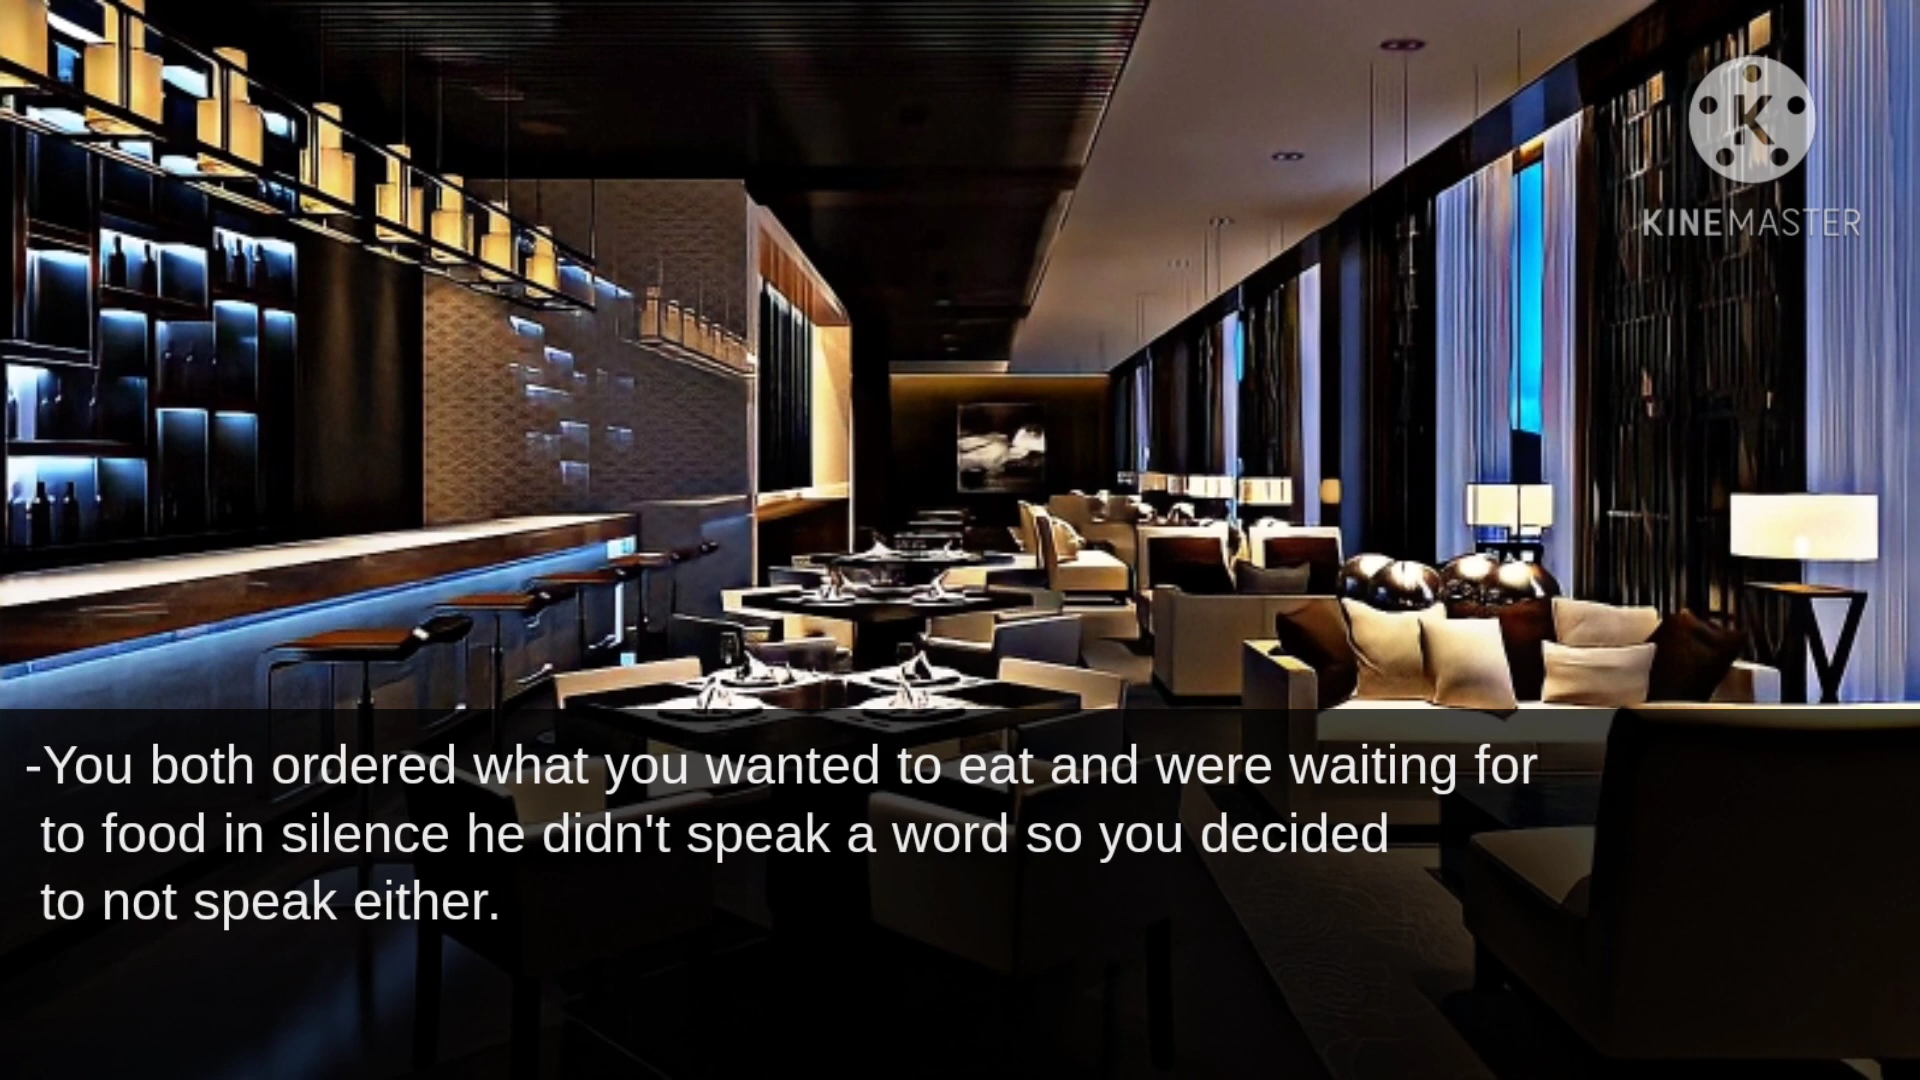 K
KINEMASTER
-You both ordered what you wanted to eat and were waiting for
to food in silence he didn't speak a word so you decided
to not speak either.